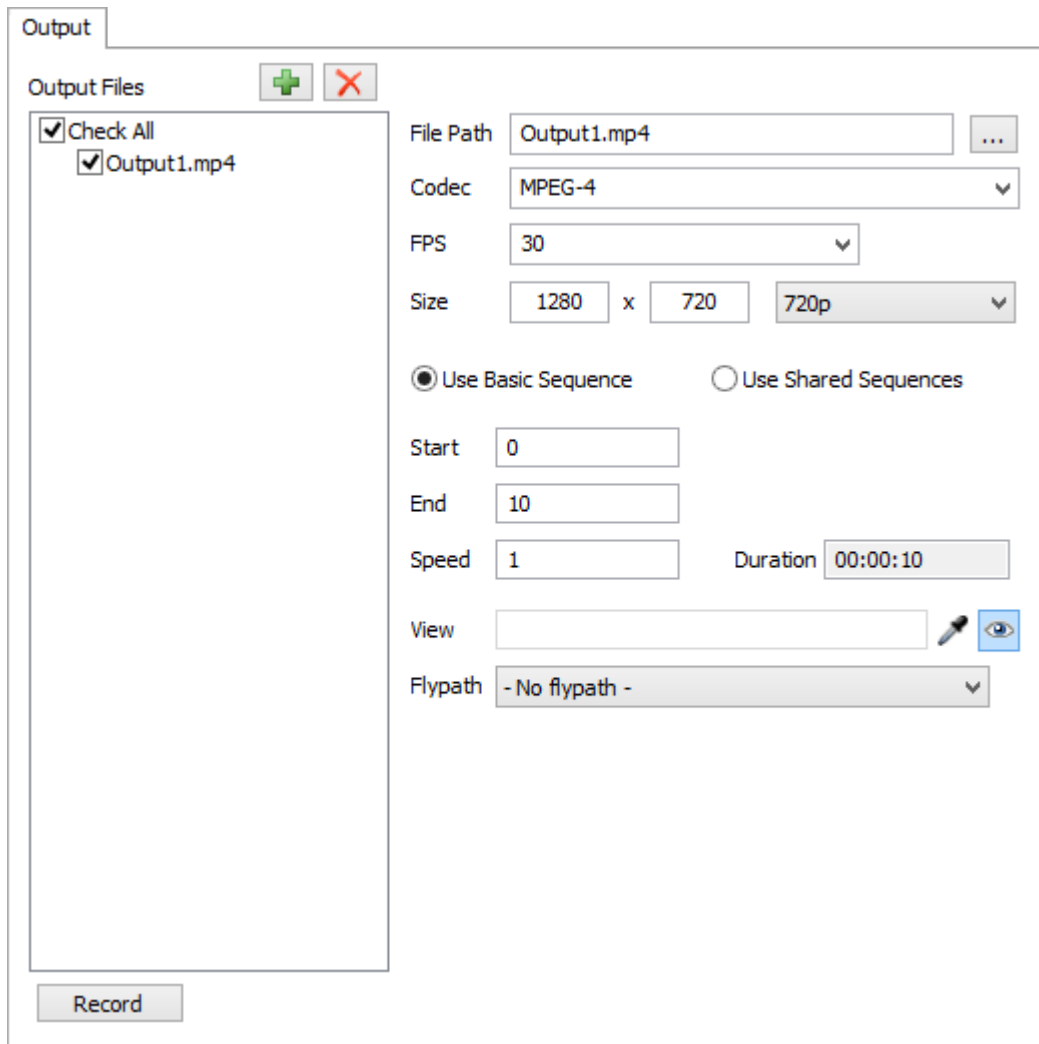 Output
Output Files
Check All
Output1.mp4
Record
File Path Output1.mp4 ...
Codec MPEG-4
FPS 30
Size 1280 x 720 720p
Use Basic Sequence Use Shared Sequences
Start 0
End 10
Speed 1 Duration 00:00:10
View
Flypath - No flypath -